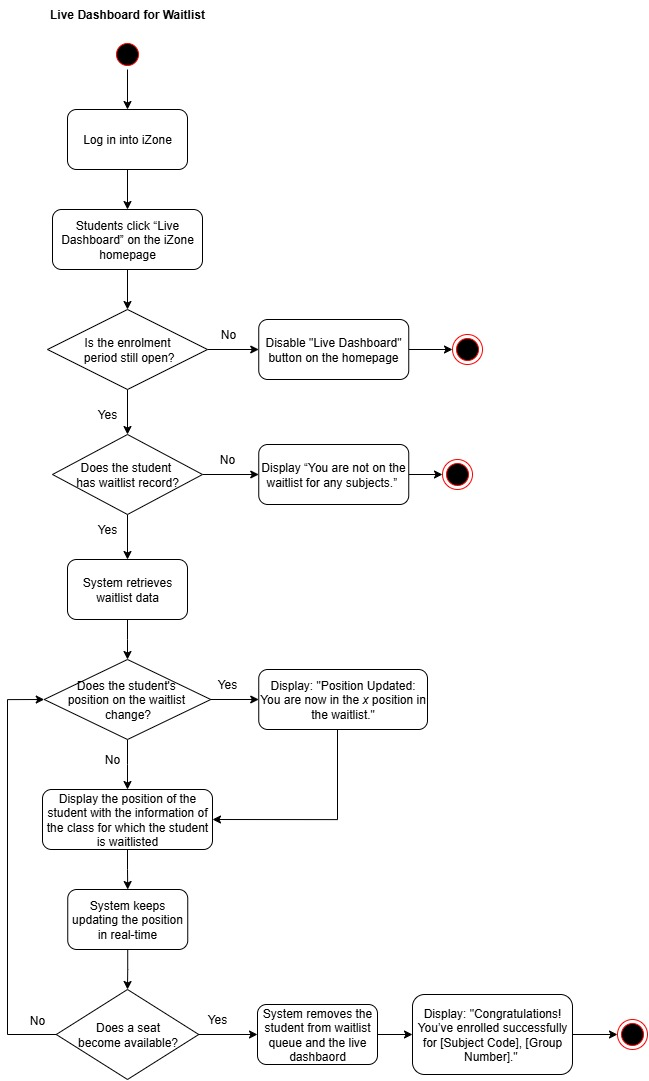 Live Dashboard for Waitlist
Log in into iZone
Students click “Live
Dashboard” on the iZone
homepage
Is the enrolment
period still open?
No
Disable "Live Dashboard"
button on the homepage
Yes
Does the student
has waitlist record?
No
Display “You are not on the
waitlist for any subjects.”
Yes
System retrieves
waitlist data
Does the student's
position on the waitlist
change?
Yes
Display: "Position Updated:
You are now in the x position in
the waitlist."
No
Display the position of the
student with the information of
the class for which the student
is waitlisted
System keeps
updating the position
in real-time
Does a seat
become available?
No
Yes
System removes the
student from waitlist
queue and the live
dashbaord
Display: "Congratulations!
You’ve enrolled successfully
for [Subject Code], [Group
Number]."